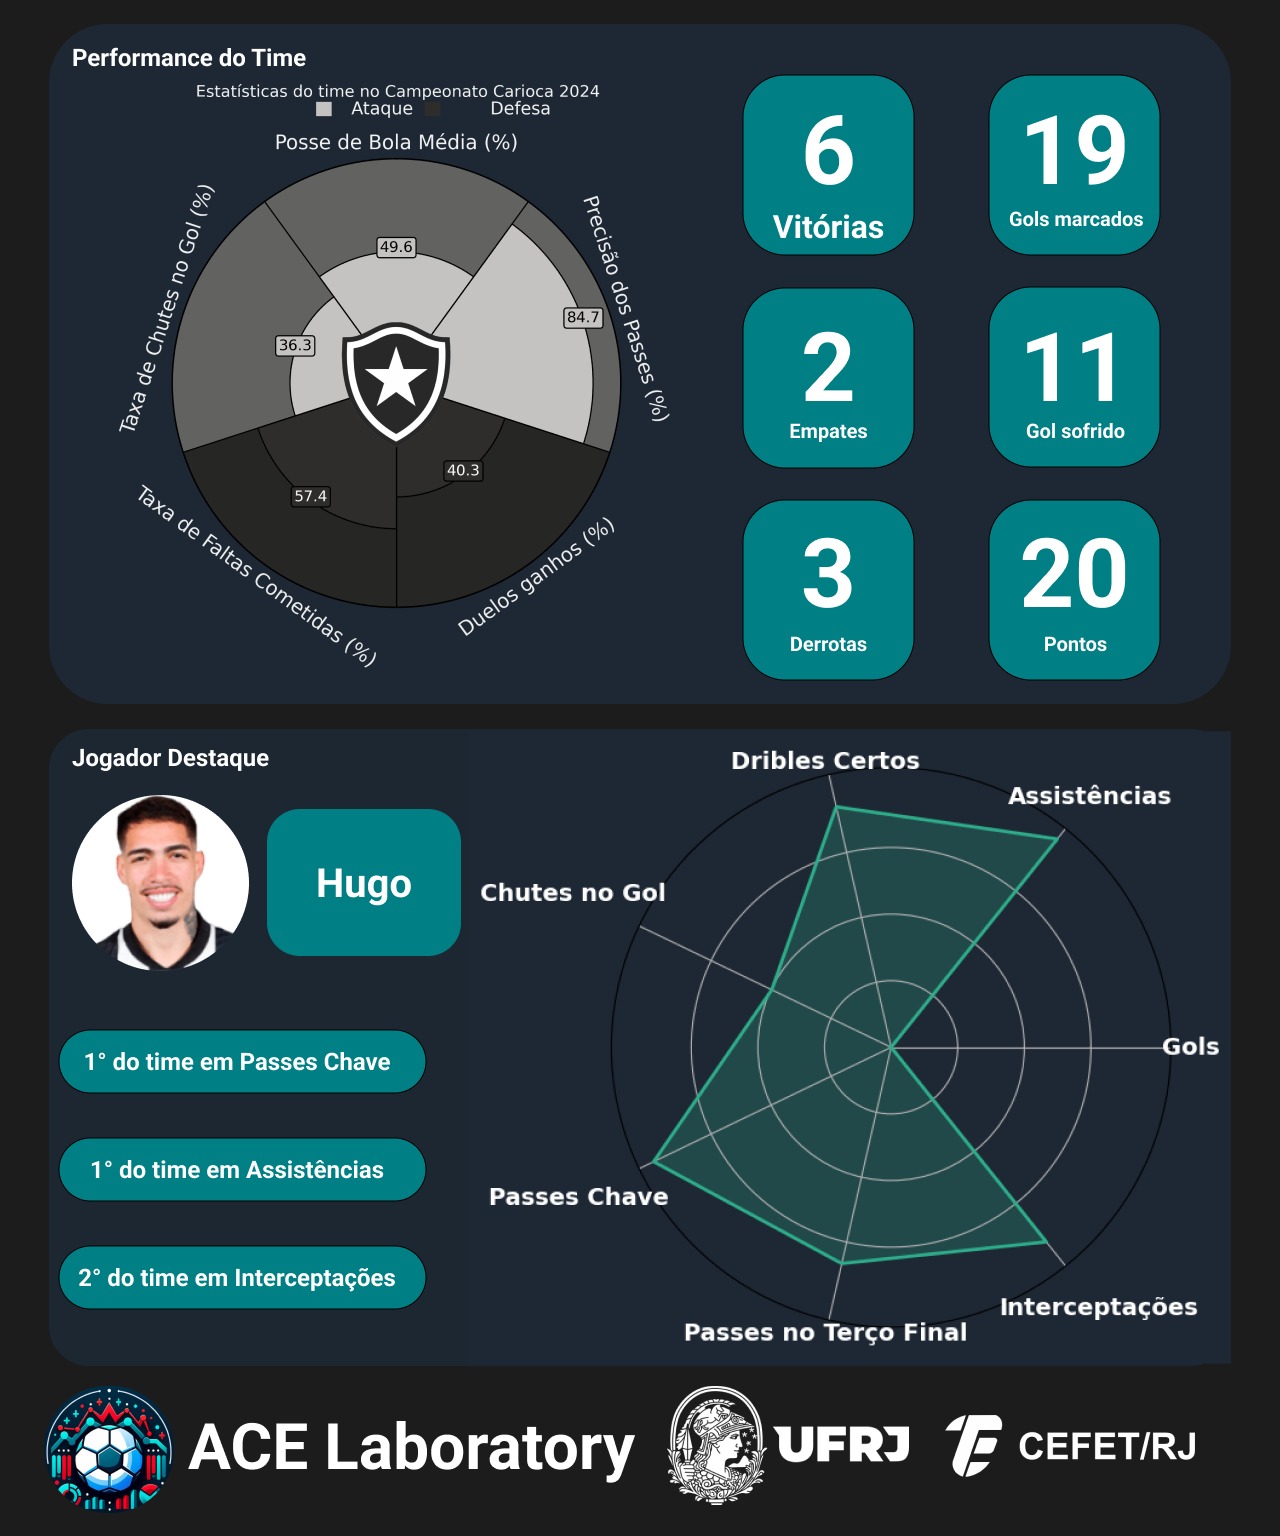 Performance do Time
Estatísticas do time no Campeonato Carioca 2024
Ataque Defesa
Posse de Bola Média (%)
Precisão dos Passes (%)
Taxa de Chutes no Gol (%)
49.6
84.7
36.3
40.3
57.4
Taxa de Faltas Cometidas (%)
Duelos ganhos (%)
6
Vitórias
19
Gols marcados
2
Empates
11
Gol sofrido
3
Derrotas
20
Pontos
Jogador Destaque
Hugo
1° do time em Passes Chave
1° do time em Assistências
2° do time em Interceptações
Dribles Certos
Assistências
Chutes no Gol
Gols
Passes Chave
Interceptações
Passes no Terço Final
ACE Laboratory
UFRJ
CEFET/RJ